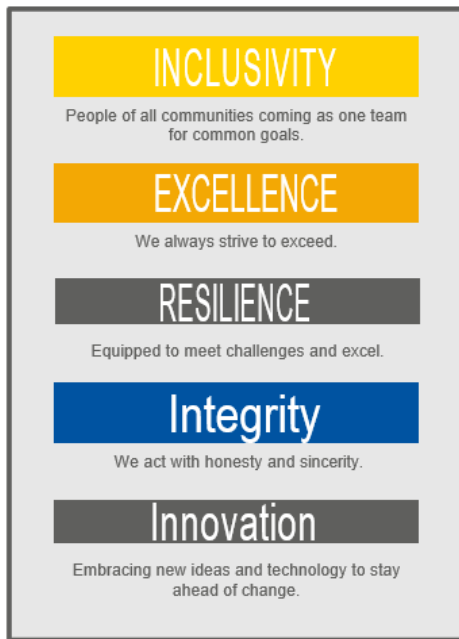 INCLUSIVITY
People of all communities coming as one team
for common goals.
EXCELLENCE
We always strive to exceed.
RESILIENCE
Equipped to meet challenges and excel.
Integrity
We act with honesty and sincerity.
Innovation
Embracing new ideas and technology to stay
ahead of change.